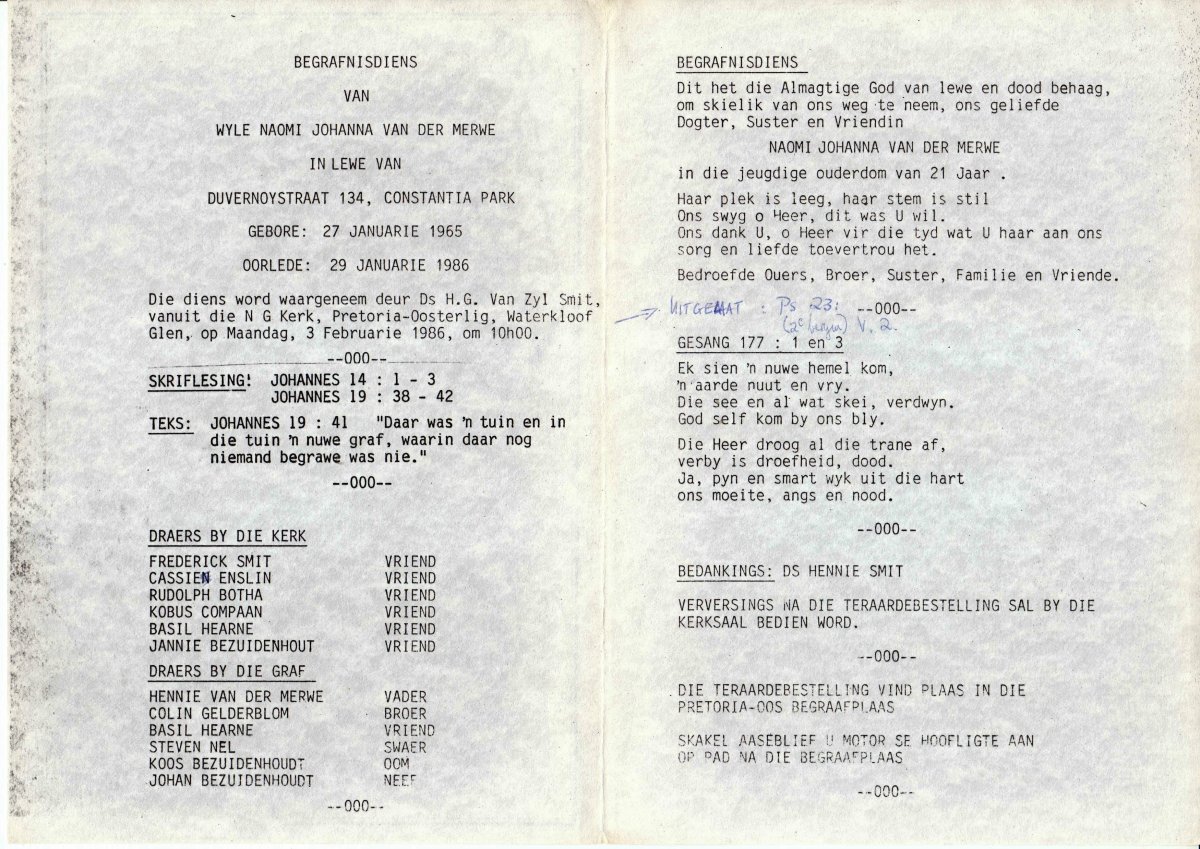 BEGRAFNISDIENS
VAN
WYLE NAOMI JOHANNA VAN DER MERWE
IN LEWE VAN
DUVERNOYSTRAAT 134, CONSTANTIA PARK
GEBORE: 27 JANUARIE 1965
OORLEDE: 29 JANUARIE 1986
Die diens word waargeneem deur Ds H.G. Van Zyl Smit,
vanuit die N G Kerk, Pretoria-Oosterlig, Waterkloof
Glen, op Maandag, 3 Februarie 1986, om 10h00.
--000--
SKRIFLESING: JOHANNES 14 : 1 - 3
JOHANNES 19 : 38 - 42
TEKS: JOHANNES 19 : 41 "Daar was 'n tuin en in
die tuin 'n nuwe graf, waarin daar nog
niemand begrawe was nie."
--000--
DRAERS BY DIE KERK
FREDERICK SMIT VRIEND
CASSIEN ENSLIN VRIEND
RUDOLPH BOTHA VRIEND
KOBUS COMPAAN VRIEND
BASIL HEARNE VRIEND
JANNIE BEZUIDENHOUT VRIEND
DRAERS BY DIE GRAF
HENNIE VAN DER MERWE VADER
COLIN GELDERBLOM BROER
BASIL HEARNE VRIEND
STEVEN NEL SWAER
KOOS BEZUIDENHOUDT OOM
JOHAN BEZUIDENHOUDT NEEF
--000--
BEGRAFNISDIENS
Dit het die Almagtige God van lewe en dood behaag,
om skielik van ons weg te neem, ons geliefde
Dogter, Suster en Vriendin
NAOMI JOHANNA VAN DER MERWE
in die jeugdige ouderdom van 21 Jaar .
Haar plek is leeg, haar stem is stil
Ons swyg o Heer, dit was U wil.
Ons dank U, o Heer vir die tyd wat U haar aan ons
sorg en liefde toevertrou het.
Bedroefde Ouers, Broer, Suster, Familie en Vriende.
Ps 23: --000--
V. 2.
GESANG 177 : 1 en 3
Ek sien 'n nuwe hemel kom,
'n aarde nuut en vry.
Die see en al wat skei, verdwyn.
God self kom by ons bly.
Die Heer droog al die trane af,
verby is droefheid, dood.
Ja, pyn en smart wyk uit die hart
ons moeite, angs en nood.
--000--
BEDANKINGS: DS HENNIE SMIT
VERVERSINGS NA DIE TERAARDEBESTELLING SAL BY DIE
KERKSAAL BEDIEN WORD.
--000--
DIE TERAARDEBESTELLING VIND PLAAS IN DIE
PRETORIA-OOS BEGRAAFPLAAS
SKAKEL AASEBLIEF U MOTOR SE HOOFLIGTE AAN
OP PAD NA DIE BEGRAAFPLAAS
--000--